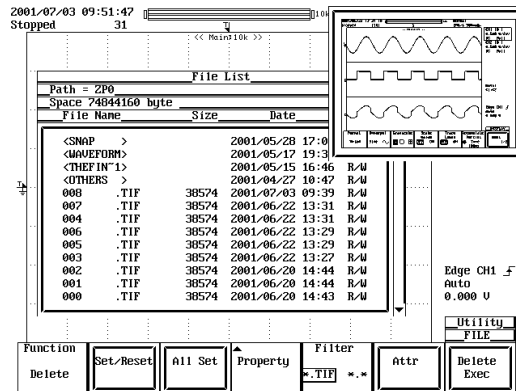 2001/07/03 09:51:47
Stopped 31
<< Main:10k >>
File List
Path = ZP0
Space 74844160 byte
File Name Size Date
<SNAP > 2001/05/28 17:0
<WAVEFORM> 2001/05/17 19:3
<THEFIN~1> 2001/05/15 16:46 R/W
<OTHERS > 2001/04/27 10:47 R/W
008 .TIF 38574 2001/07/03 09:39 R/W
007 .TIF 38574 2001/06/22 13:31 R/W
004 .TIF 38574 2001/06/22 13:31 R/W
006 .TIF 38574 2001/06/22 13:29 R/W
005 .TIF 38574 2001/06/22 13:29 R/W
003 .TIF 38574 2001/06/22 13:27 R/W
002 .TIF 38574 2001/06/20 14:44 R/W
001 .TIF 38574 2001/06/20 14:44 R/W
000 .TIF 38574 2001/06/20 14:43 R/W
Edge CH1
Auto
0.000 V
Utility
FILE
Function
Delete
Set/Reset
All Set
Property
Filter
*.TIF *.*
Attr
Delete
Exec